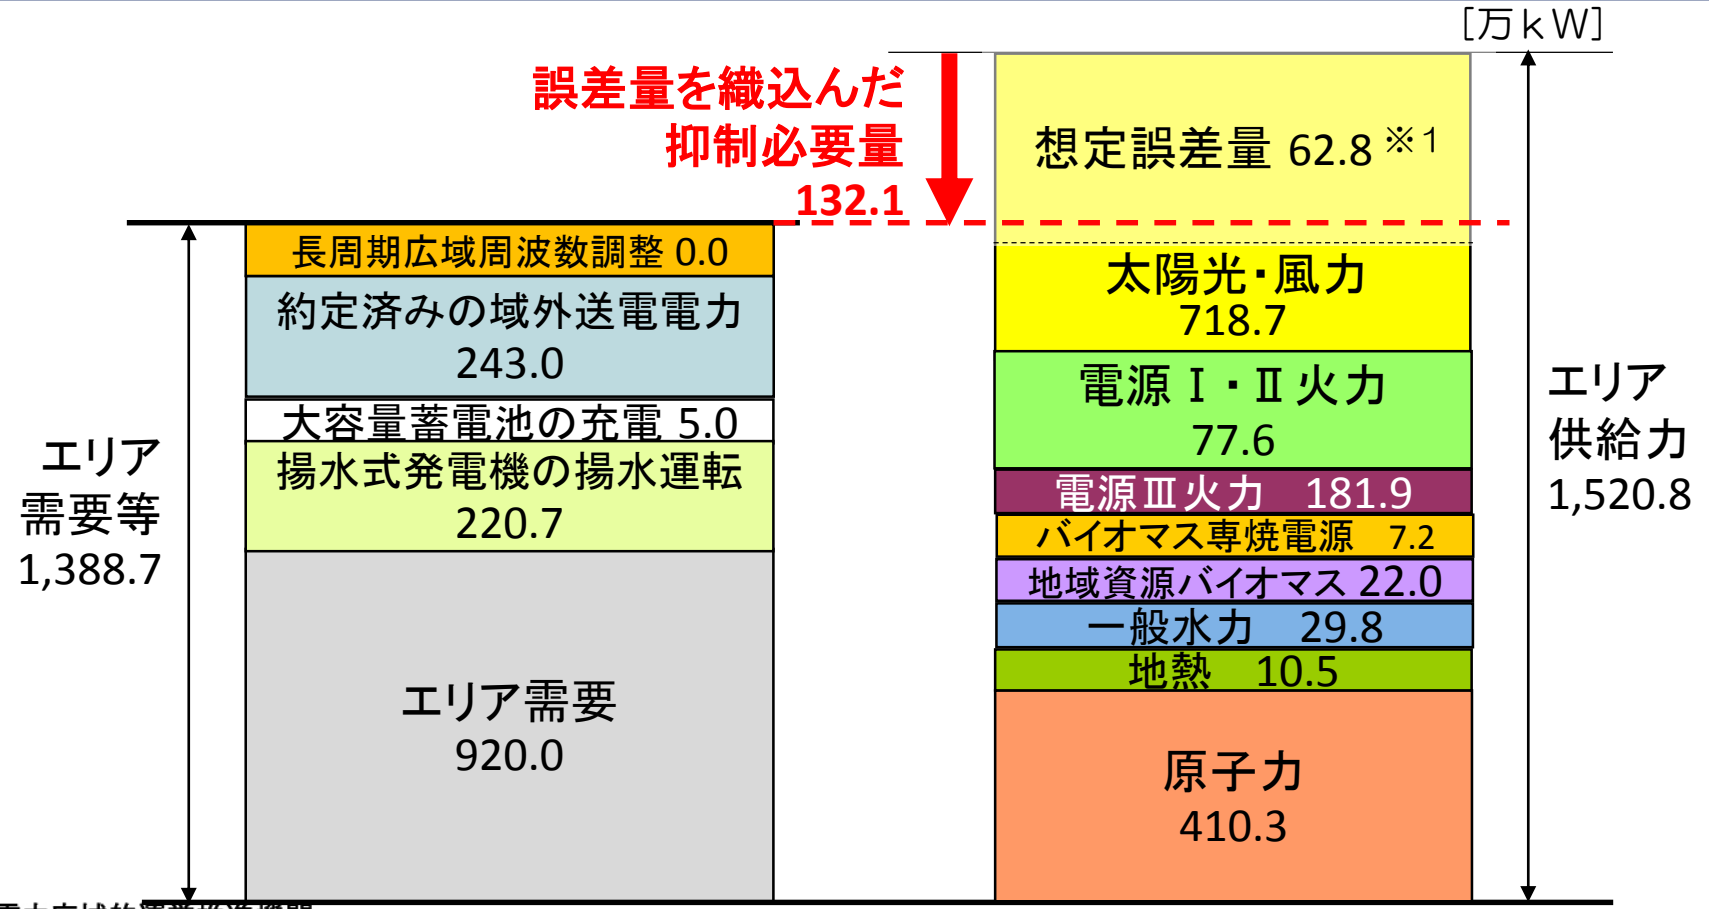 [万kW]
誤差量を織込んだ
抑制必要量
132.1
想定誤差量 62.8 ※1
長周期広域周波数調整 0.0
約定済みの域外送電電力
243.0
大容量蓄電池の充電 5.0
揚水式発電機の揚水運転
220.7
エリア需要
920.0
エリア
需要等
1,388.7
太陽光・風力
718.7
電源Ⅰ・Ⅱ火力
77.6
電源Ⅲ火力 181.9
バイオマス専焼電源 7.2
地域資源バイオマス 22.0
一般水力 29.8
地熱 10.5
原子力
410.3
エリア
供給力
1,520.8